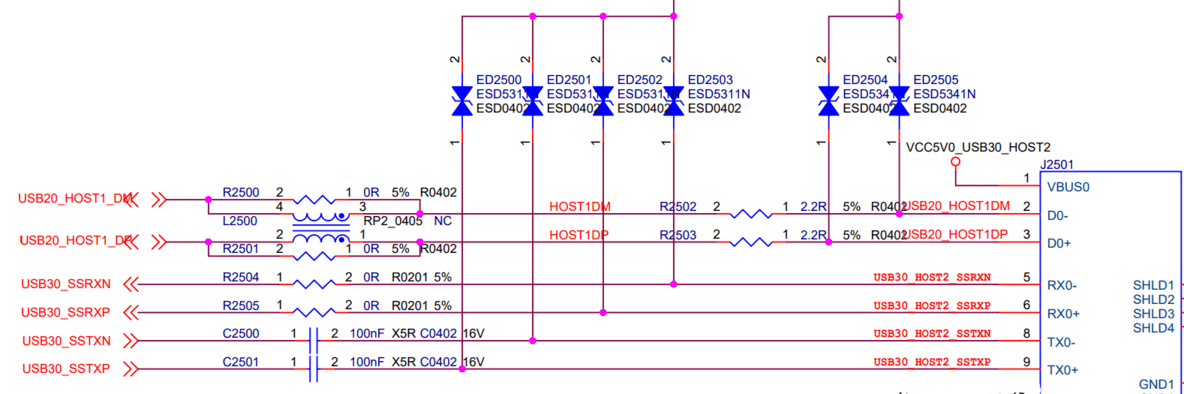 2 2 2 2 2 2
ED2500 ED2501 ED2502 ED2503 ED2504 ED2505
ESD5311N ESD5311N ESD5341N
ESD0402 ESD0402 ESD0402 ESD0402 ESD0402 ESD0402
1 1 1 1 1 1
VCC5V0_USB30_HOST2
J2501
1 VBUS0
USB20_HOST1_DM R2500 2 1 0R 5% R0402
4 3 HOST1DM R2502 2 1 2.2R 5% R0402 USB20_HOST1DM 2 D0-
L2500 RP2_0405 NC
USB20_HOST1_DP 2 1 HOST1DP R2503 2 1 2.2R 5% R0402 USB20_HOST1DP 3 D0+
R2501 2 1 0R 5% R0402
USB30_SSRXN R2504 1 2 0R R0201 5% USB30_HOST2_SSRXN 5 RX0- SHLD1
SHLD2
USB30_SSRXP R2505 1 2 0R R0201 5% USB30_HOST2_SSRXP 6 RX0+ SHLD3
SHLD4
USB30_SSTXN C2500 1 2 100nF X5R C0402 16V USB30_HOST2_SSTXN 8 TX0-
USB30_SSTXP C2501 1 2 100nF X5R C0402 16V USB30_HOST2_SSTXP 9 TX0+
GND1